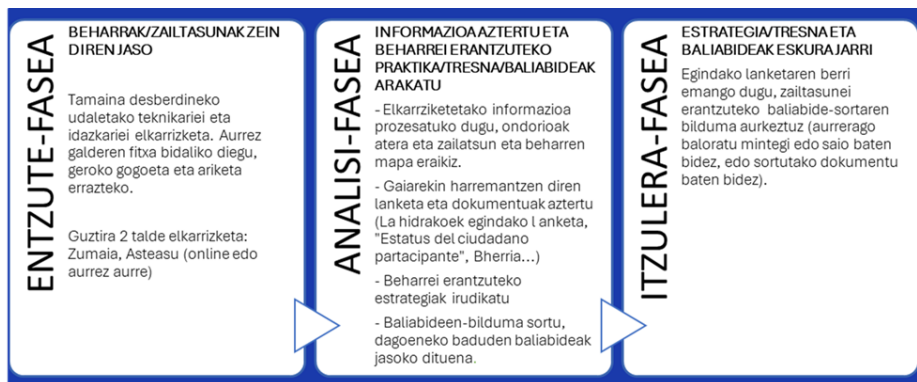 ENTZUTE-FASEA
BEHARRAK/ZAILTASUNAK ZEIN
DIREN JASO
Tamaina desberdineko
udaletako teknikariei eta
idazkariei elkarrizketa. Aurrez
galderen fitxa bidaliko diegu,
geroko gogoeta eta ariketa
errazteko.
Guztira 2 talde elkarrizketa:
Zumaia, Asteasu (online edo
aurrez aurre)
ANALISI-FASEA
INFORMAZIOA AZTERTU ETA
BEHARREI ERANTZUTEKO
PRAKTIKA/TRESNA/BALIABIDEAK
ARAKATU
- Elkarrziketetako informazioa
prozesatuko dugu, ondorioak
atera eta zailatsun eta beharren
mapa eraikiz.
- Gaiarekin harremantzen diren
lanketa eta dokumentuak aztertu
(La hidrakoek egindako l anketa,
"Estatus del ciudadano
partacipante", Bherria...)
- Beharrei erantzuteko
estrategiak irudikatu
- Baliabideen-bilduma sortu,
dagoeneko badduden baliabideak
jasoko dituena.
ITZULERA-FASEA
ESTRATEGIA/TRESNA ETA
BALIABIDEAK ESKURA JARRI
Egindako lanketaren berri
emango dugu, zailtasunei
erantzuteko baliabide-sortaren
bilduma aurkeztuz (aurrerago
baloratu mintegi edo saio baten
bidez, edo sortutako dokumentu
baten bidez).